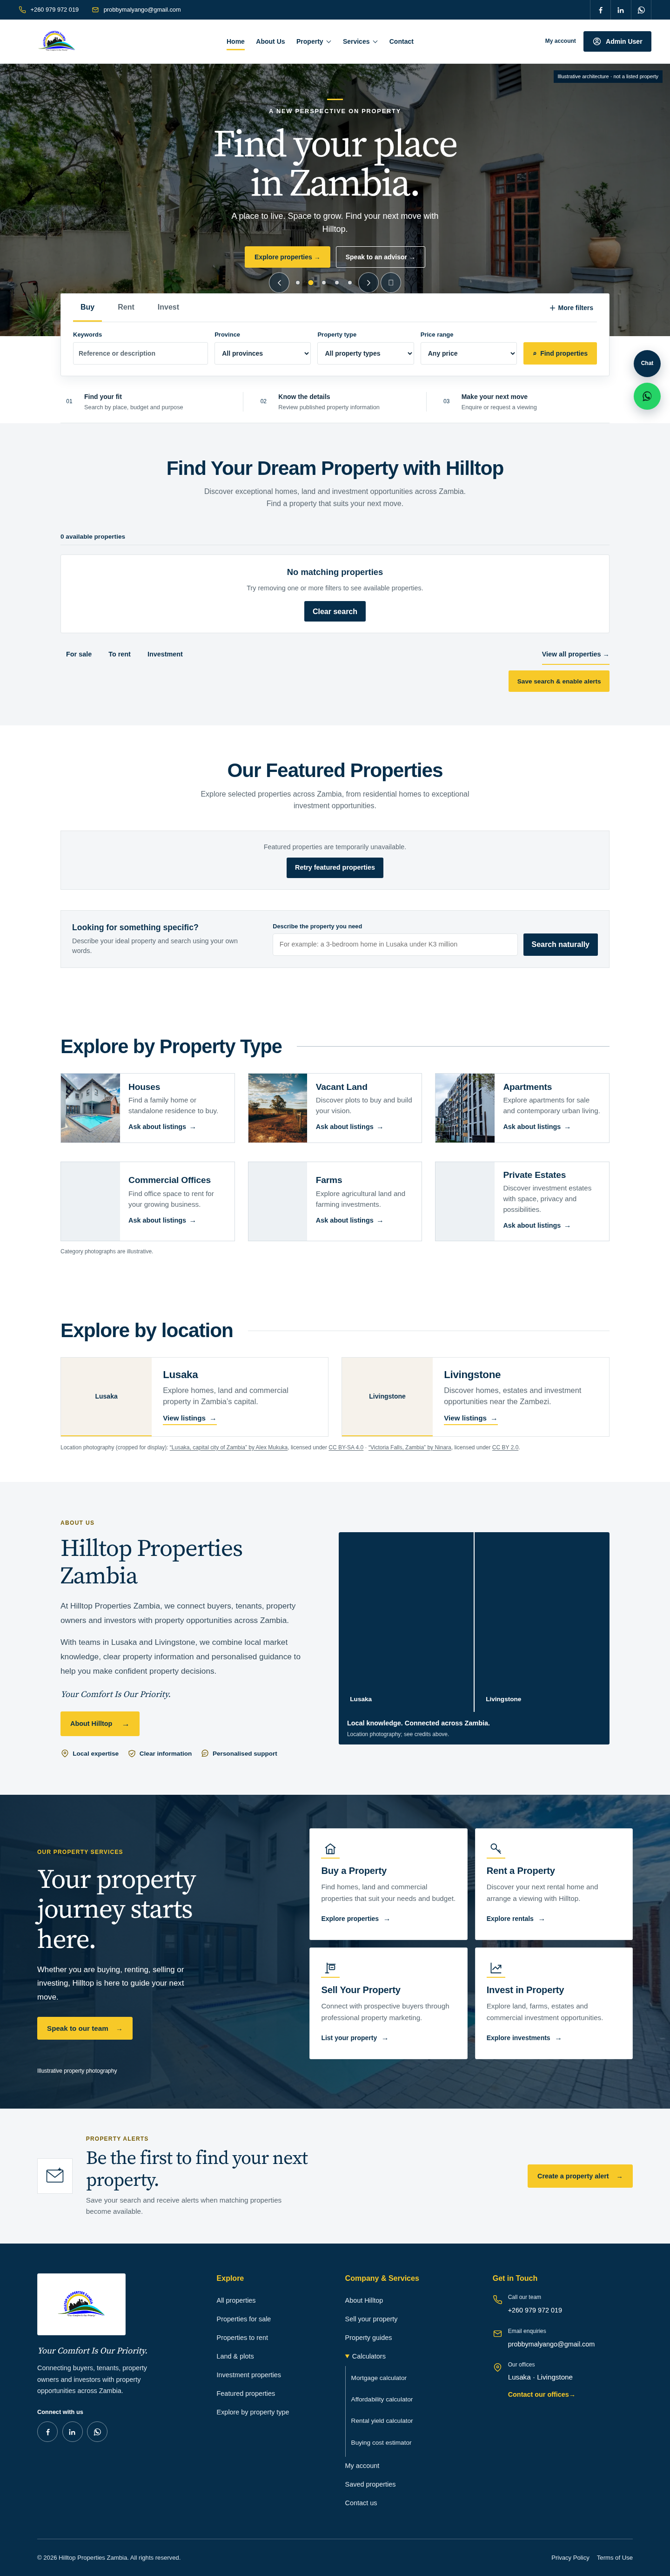 +260 979 972 019 probbymalyango@gmail.com
Home About Us Property Services Contact My account Admin User
Illustrative architecture · not a listed property
A NEW PERSPECTIVE ON PROPERTY
Find your place
in Zambia.
A place to live. Space to grow. Find your next move with
Hilltop.
Explore properties → Speak to an advisor →
Buy Rent Invest + More filters
Keywords Province Property type Price range
Reference or description All provinces All property types Any price Find properties
Chat
01 Find your fit
Search by place, budget and purpose
02 Know the details
Review published property information
03 Make your next move
Enquire or request a viewing
Find Your Dream Property with Hilltop
Discover exceptional homes, land and investment opportunities across Zambia.
Find a property that suits your next move.
0 available properties
No matching properties
Try removing one or more filters to see available properties.
Clear search
For sale To rent Investment View all properties →
Save search & enable alerts
Our Featured Properties
Explore selected properties across Zambia, from residential homes to exceptional
investment opportunities.
Featured properties are temporarily unavailable.
Retry featured properties
Looking for something specific?
Describe your ideal property and search using your own
words.
Describe the property you need
For example: a 3-bedroom home in Lusaka under K3 million Search naturally
Explore by Property Type
Houses
Find a family home or
standalone residence to buy.
Ask about listings →
Vacant Land
Discover plots to buy and build
your vision.
Ask about listings →
Apartments
Explore apartments for sale
and contemporary urban living.
Ask about listings →
Commercial Offices
Find office space to rent for
your growing business.
Ask about listings →
Farms
Explore agricultural land and
farming investments.
Ask about listings →
Private Estates
Discover investment estates
with space, privacy and
possibilities.
Ask about listings →
Category photographs are illustrative.
Explore by location
Lusaka
Lusaka
Explore homes, land and commercial
property in Zambia's capital.
View listings →
Livingstone
Livingstone
Discover homes, estates and investment
opportunities near the Zambezi.
View listings →
Location photography (cropped for display): "Lusaka, capital city of Zambia" by Alex Mukuka, licensed under CC BY-SA 4.0 · "Victoria Falls, Zambia" by Ninara, licensed under CC BY 2.0.
ABOUT US
Hilltop Properties
Zambia
At Hilltop Properties Zambia, we connect buyers, tenants, property
owners and investors with property opportunities across Zambia.
With teams in Lusaka and Livingstone, we combine local market
knowledge, clear property information and personalised guidance to
help you make confident property decisions.
Your Comfort Is Our Priority.
About Hilltop →
Local expertise Clear information Personalised support
Lusaka Livingstone
Local knowledge. Connected across Zambia.
Location photography; see credits above.
OUR PROPERTY SERVICES
Your property
journey starts
here.
Whether you are buying, renting, selling or
investing, Hilltop is here to guide your next
move.
Speak to our team →
Illustrative property photography
Buy a Property
Find homes, land and commercial
properties that suit your needs and budget.
Explore properties →
Rent a Property
Discover your next rental home and
arrange a viewing with Hilltop.
Explore rentals →
Sell Your Property
Connect with prospective buyers through
professional property marketing.
List your property →
Invest in Property
Explore land, farms, estates and
commercial investment opportunities.
Explore investments →
PROPERTY ALERTS
Be the first to find your next
property.
Save your search and receive alerts when matching properties
become available.
Create a property alert →
Your Comfort Is Our Priority.
Connecting buyers, tenants, property
owners and investors with property
opportunities across Zambia.
Connect with us
Explore
All properties
Properties for sale
Properties to rent
Land & plots
Investment properties
Featured properties
Explore by property type
Company & Services
About Hilltop
Sell your property
Property guides
Calculators
Mortgage calculator
Affordability calculator
Rental yield calculator
Buying cost estimator
My account
Saved properties
Contact us
Get in Touch
Call our team
+260 979 972 019
Email enquiries
probbymalyango@gmail.com
Our offices
Lusaka · Livingstone
Contact our offices→
© 2026 Hilltop Properties Zambia. All rights reserved. Privacy Policy Terms of Use